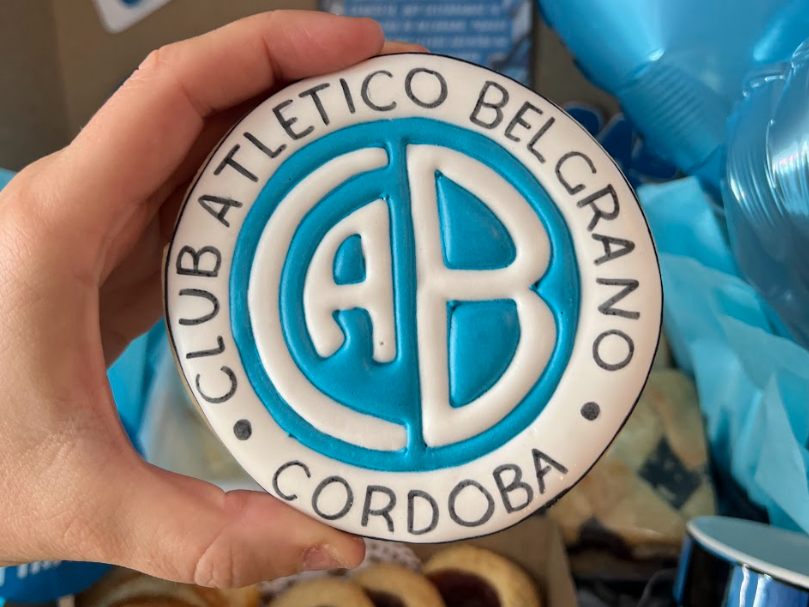 CLUB ATLETICO BELGRANO
CAB
• CORDOBA •